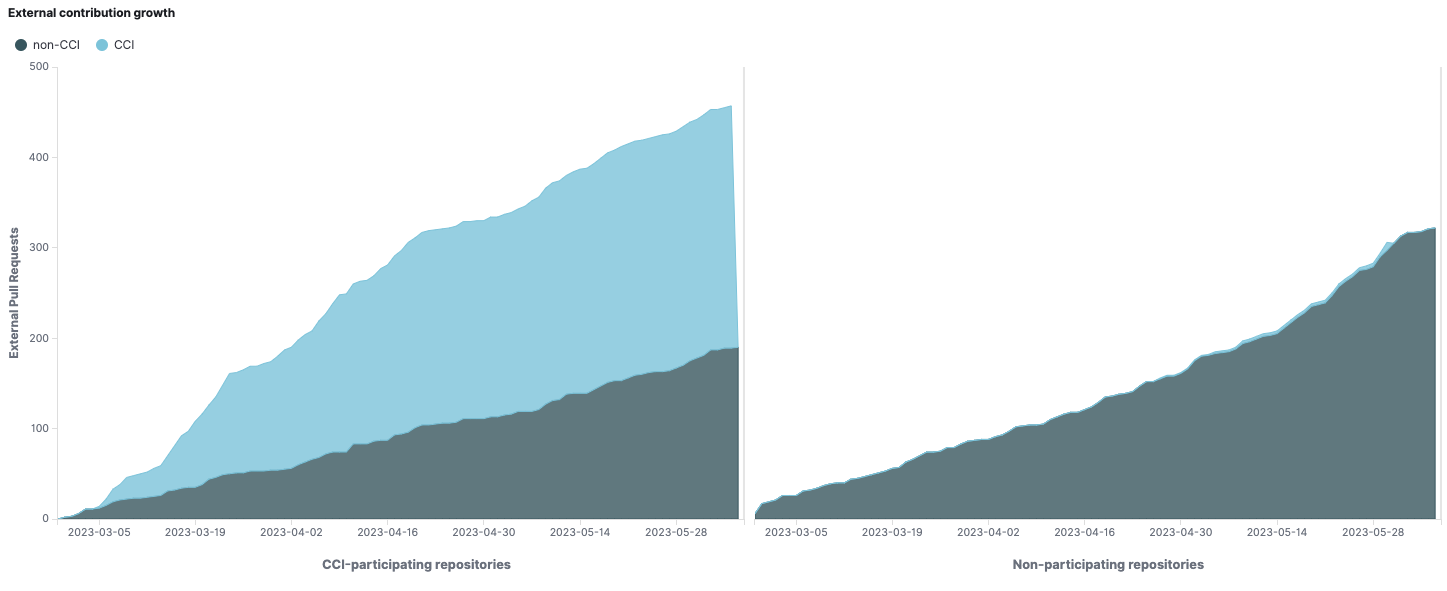 External contribution growth
non-CCI CCI
500
400
300
200
100
0
External Pull Requests
2023-03-05 2023-03-19 2023-04-02 2023-04-16 2023-04-30 2023-05-14 2023-05-28
2023-03-05 2023-03-19 2023-04-02 2023-04-16 2023-04-30 2023-05-14 2023-05-28
CCI-participating repositories
Non-participating repositories